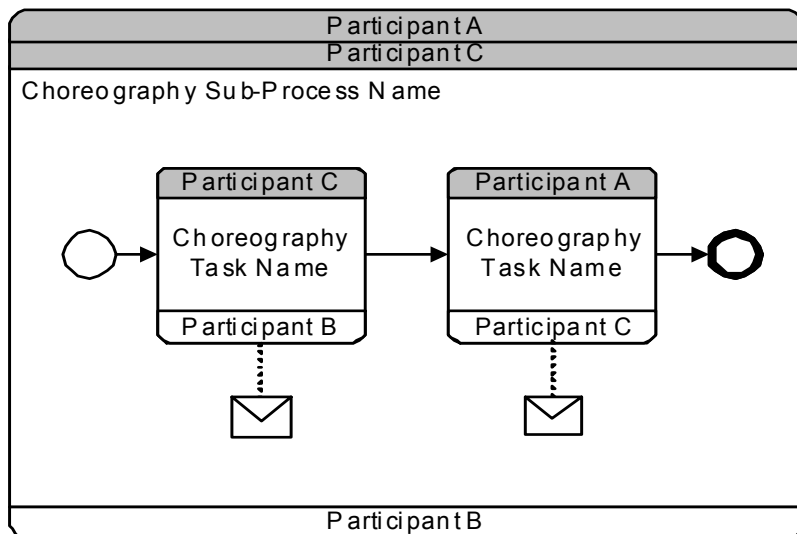 Participant A
Participant C
Choreography Sub-Process Name
Participant C
Choreography
Task Name
Participant B
Participant A
Choreography
Task Name
Participant C
Participant B